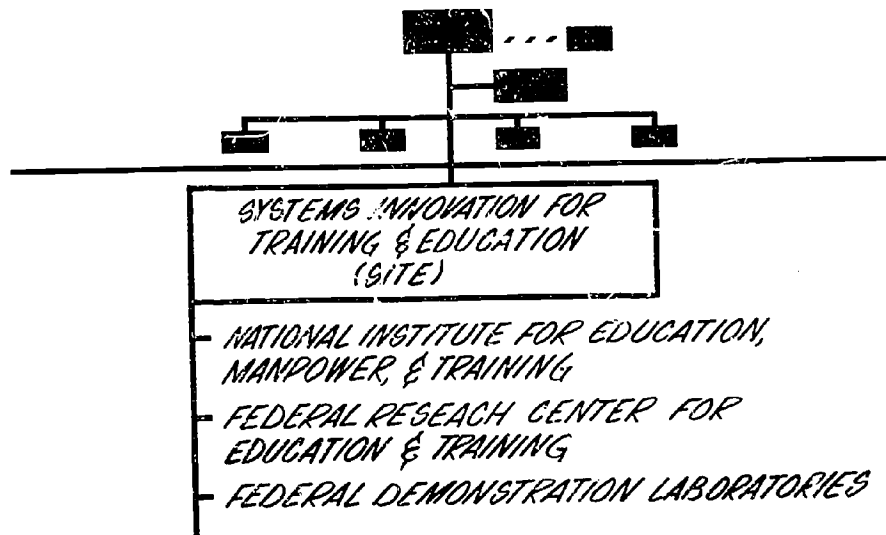 SYSTEMS INNOVATION FOR
TRAINING & EDUCATION
(SITE)
NATIONAL INSTITUTE FOR EDUCATION,
MANPOWER, & TRAINING
FEDERAL RESEACH CENTER FOR
EDUCATION & TRAINING
FEDERAL DEMONSTRATION LABORATORIES